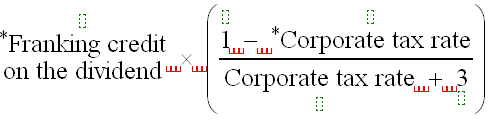 *Franking credit
on the dividend × ( 1 – *Corporate tax rate
Corporate tax rate + 3 )